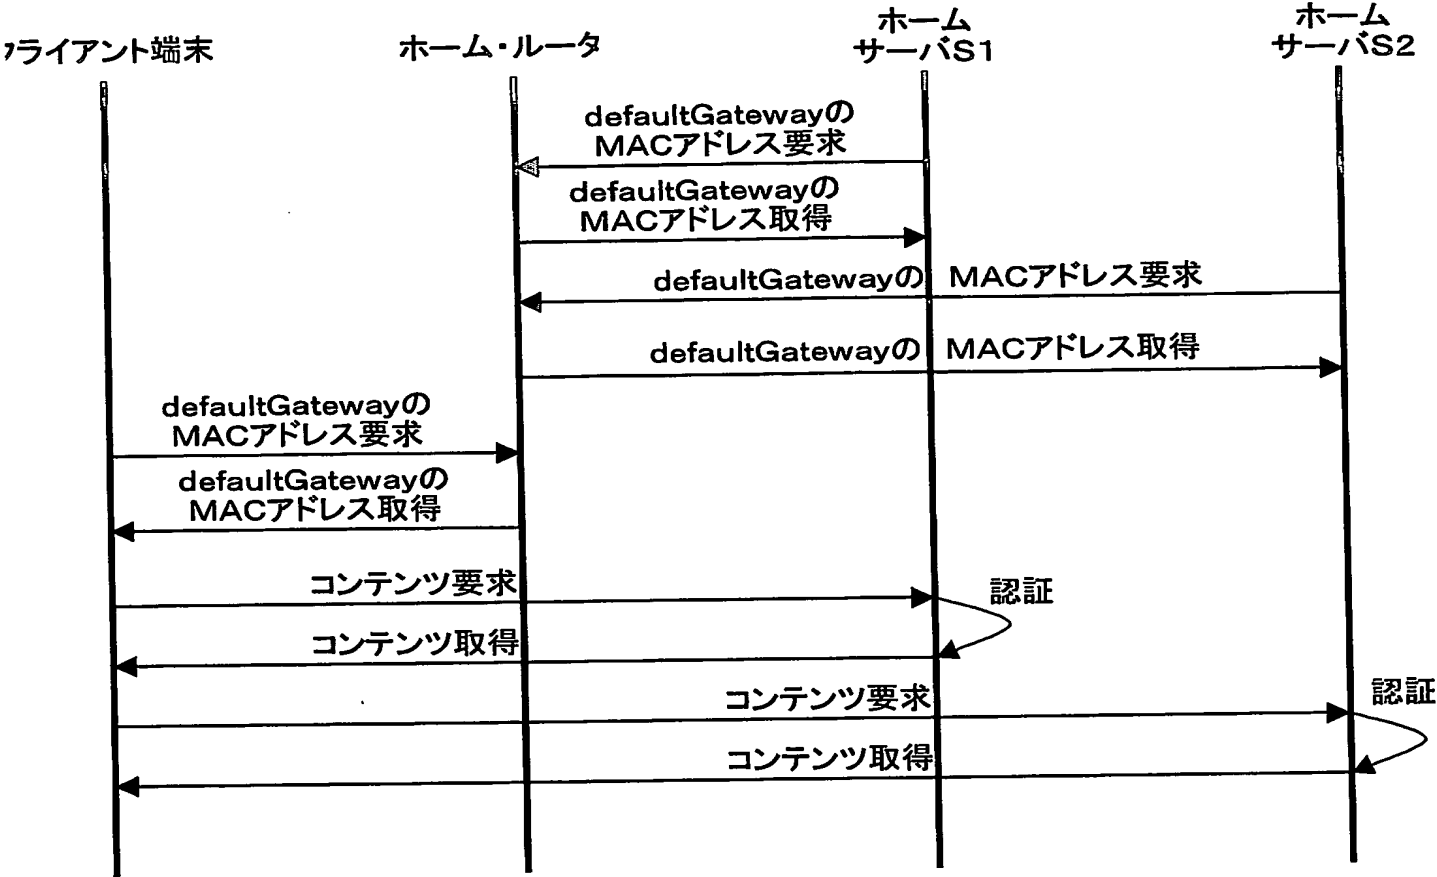 クライアント端末
ホーム・ルータ
ホーム
サーバS1
ホーム
サーバS2
defaultGatewayの
MACアドレス要求
defaultGatewayの
MACアドレス取得
defaultGatewayの MACアドレス要求
defaultGatewayの MACアドレス取得
defaultGatewayの
MACアドレス要求
defaultGatewayの
MACアドレス取得
コンテンツ要求
認証
コンテンツ取得
コンテンツ要求
認証
コンテンツ取得